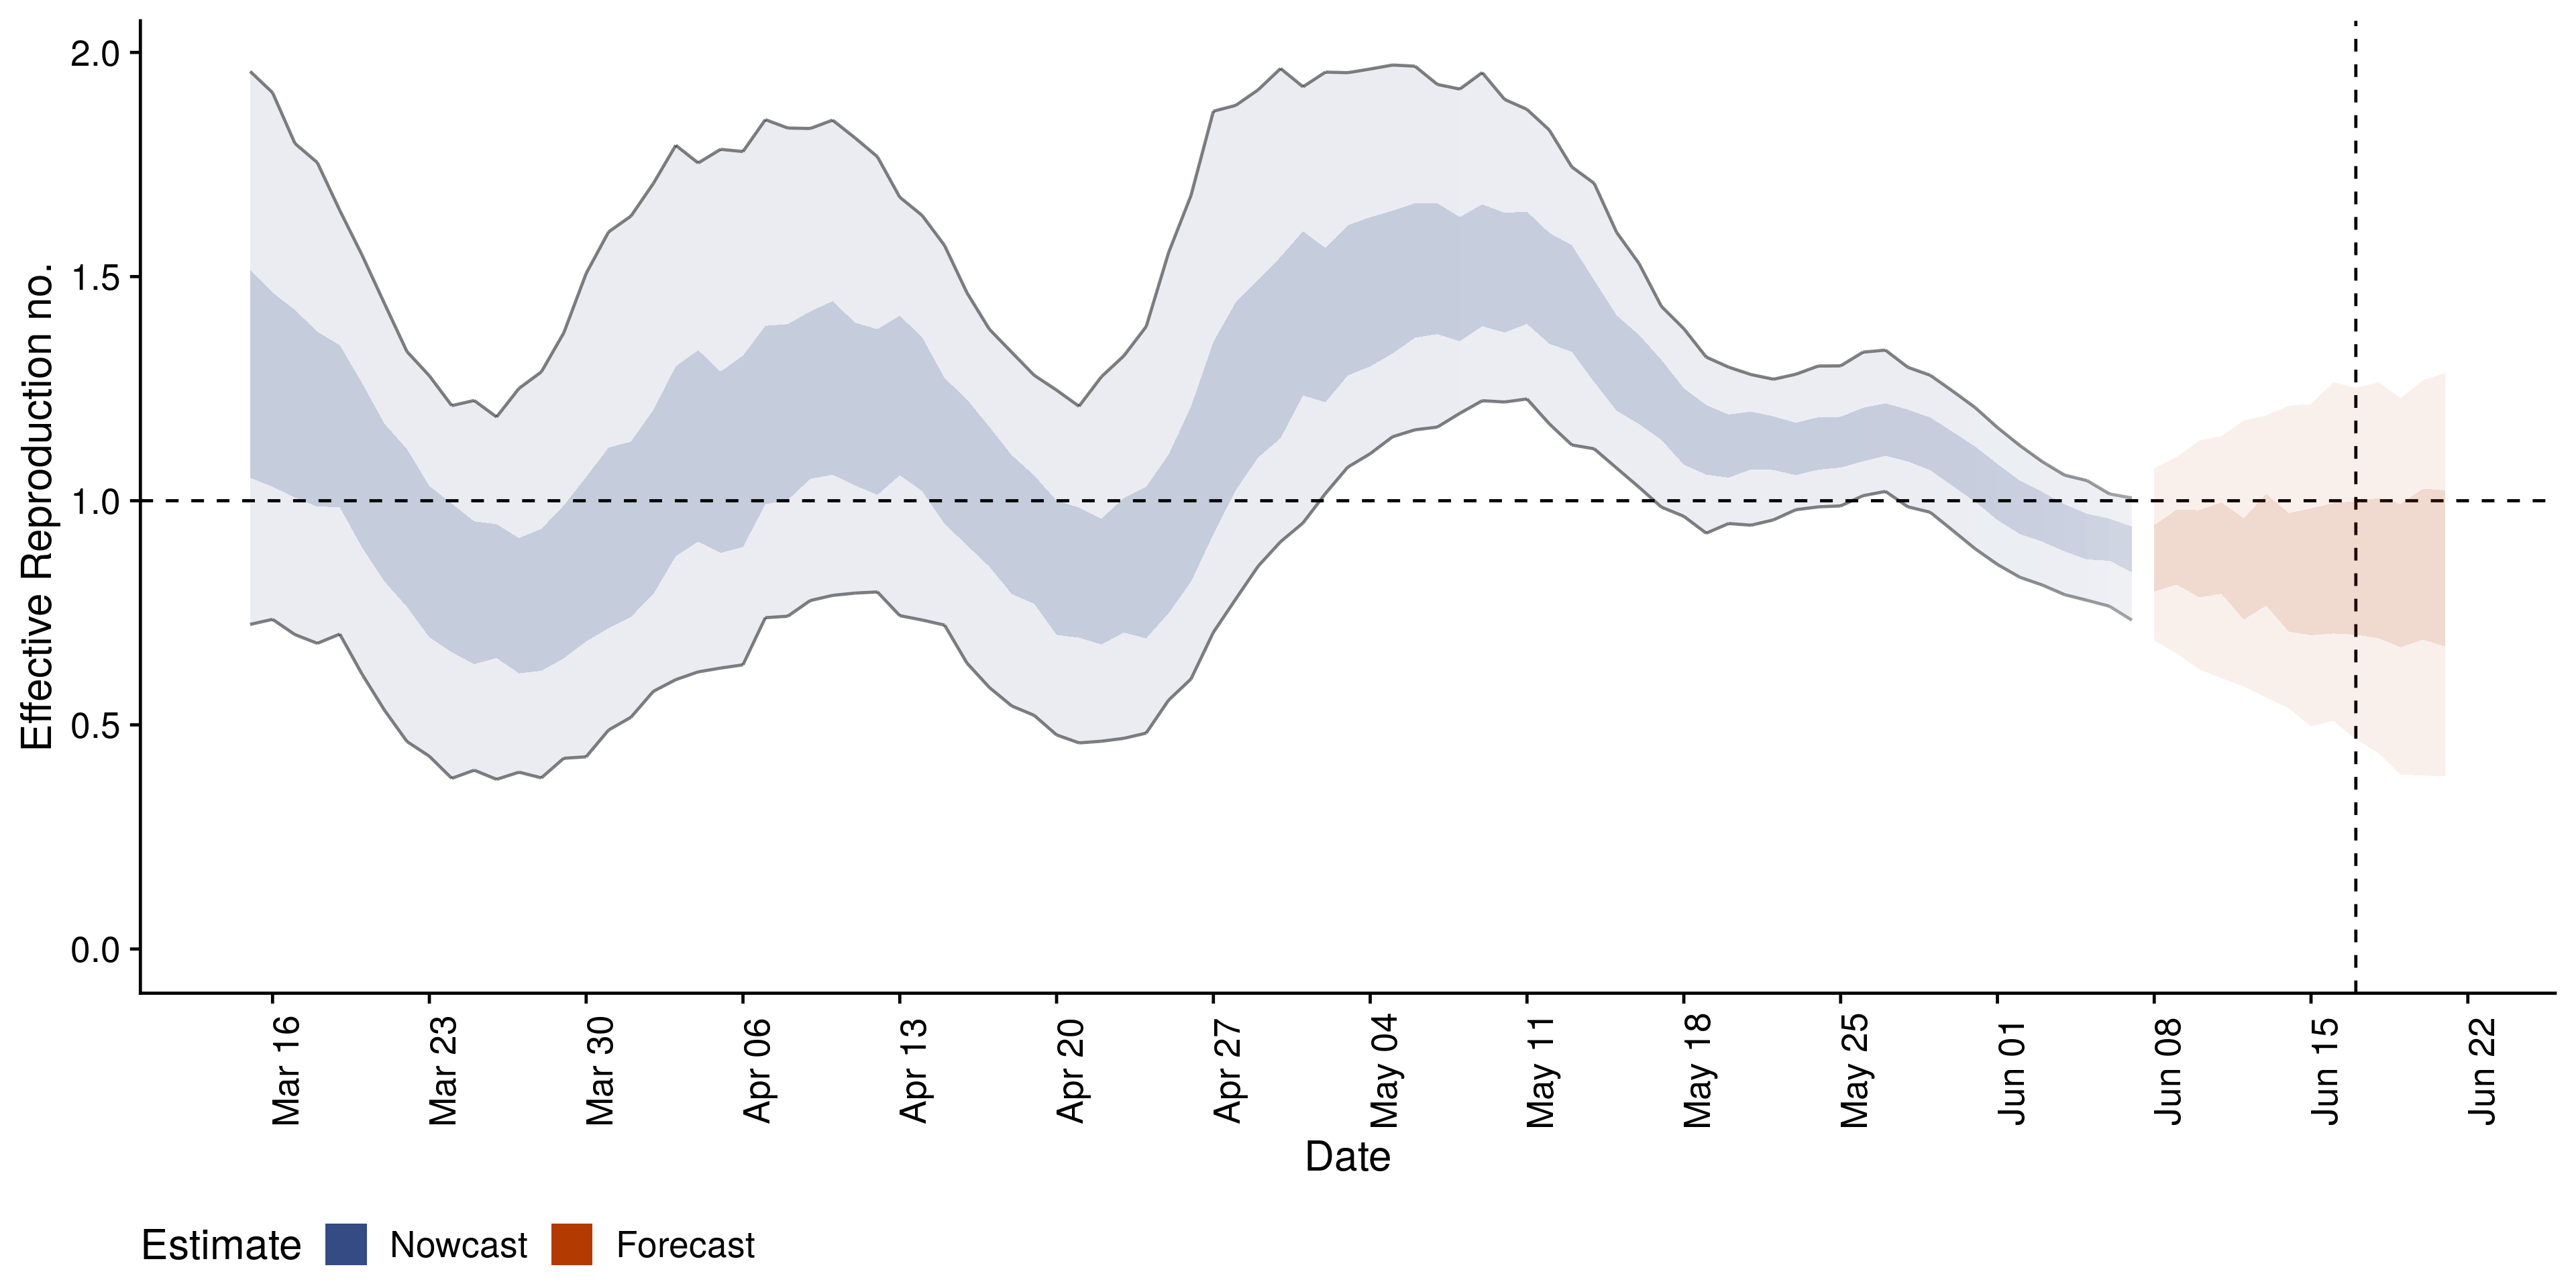 Effective Reproduction no.
2.0
1.5
1.0
0.5
0.0
Mar 16
Mar 23
Mar 30
Apr 06
Apr 13
Apr 20
Apr 27
May 04
May 11
May 18
May 25
Jun 01
Jun 08
Jun 15
Jun 22
Date
Estimate Nowcast Forecast